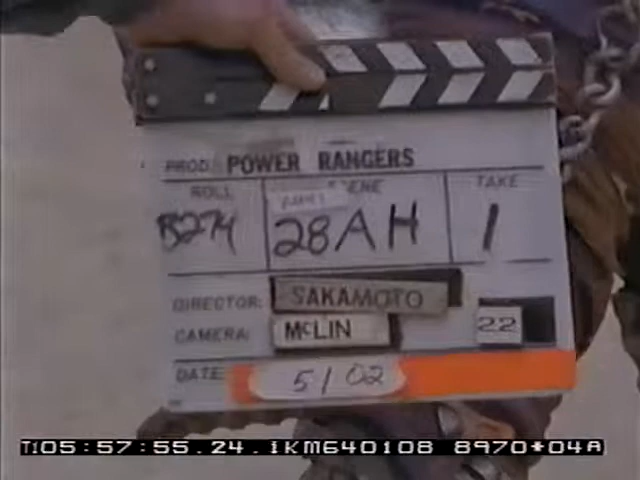 PROD. POWER RANGERS
ROLL SCENE TAKE
B274 28AH 1
DIRECTOR: SAKAMOTO
CAMERA: McLIN 22
DATE: 5/02
T105:57:55.24.1KM640108 8970*04A